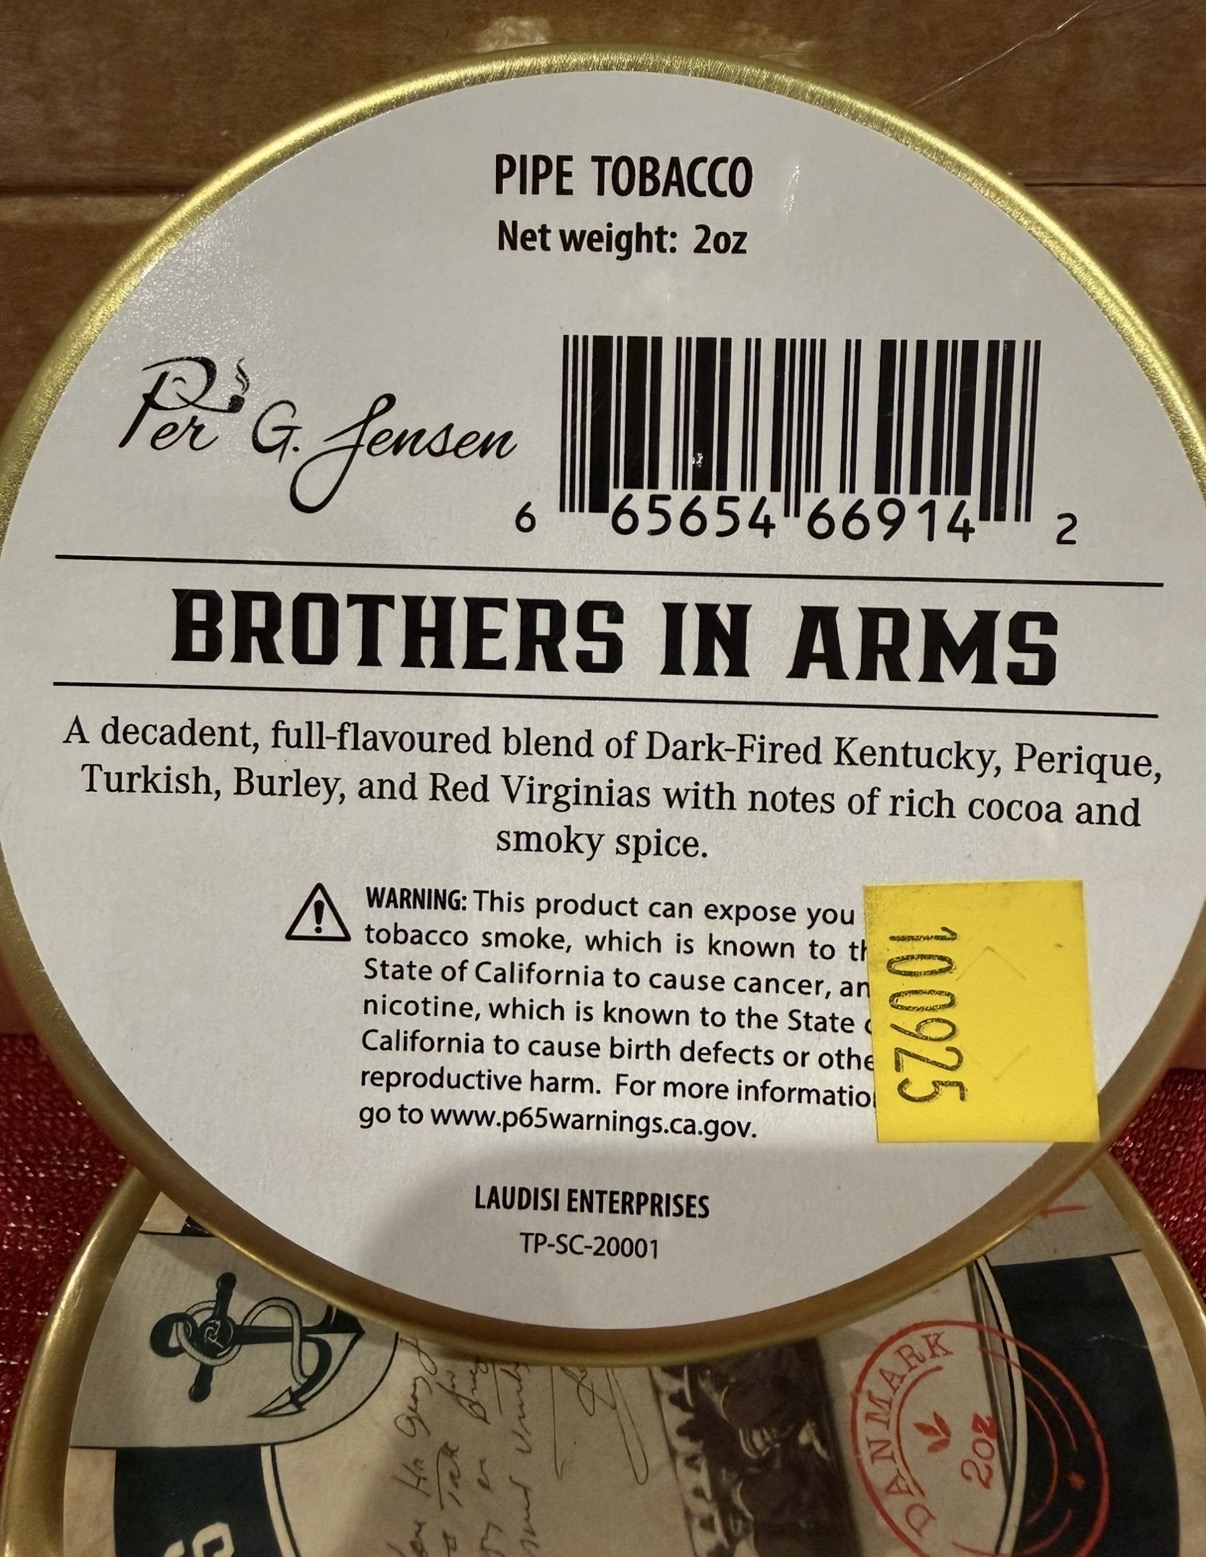 PIPE TOBACCO
Net weight: 2oz
Per G. Jensen
6 65654 66914 2
BROTHERS IN ARMS
A decadent, full-flavoured blend of Dark-Fired Kentucky, Perique,
Turkish, Burley, and Red Virginias with notes of rich cocoa and
smoky spice.
WARNING: This product can expose you
tobacco smoke, which is known to
State of California to cause cancer,
nicotine, which is known to the State
California to cause birth defects or
reproductive harm. For more
go to www.p65warnings.ca.gov.
100925
LAUDISI ENTERPRISES
TP-SC-20001
DANMARK
2oz